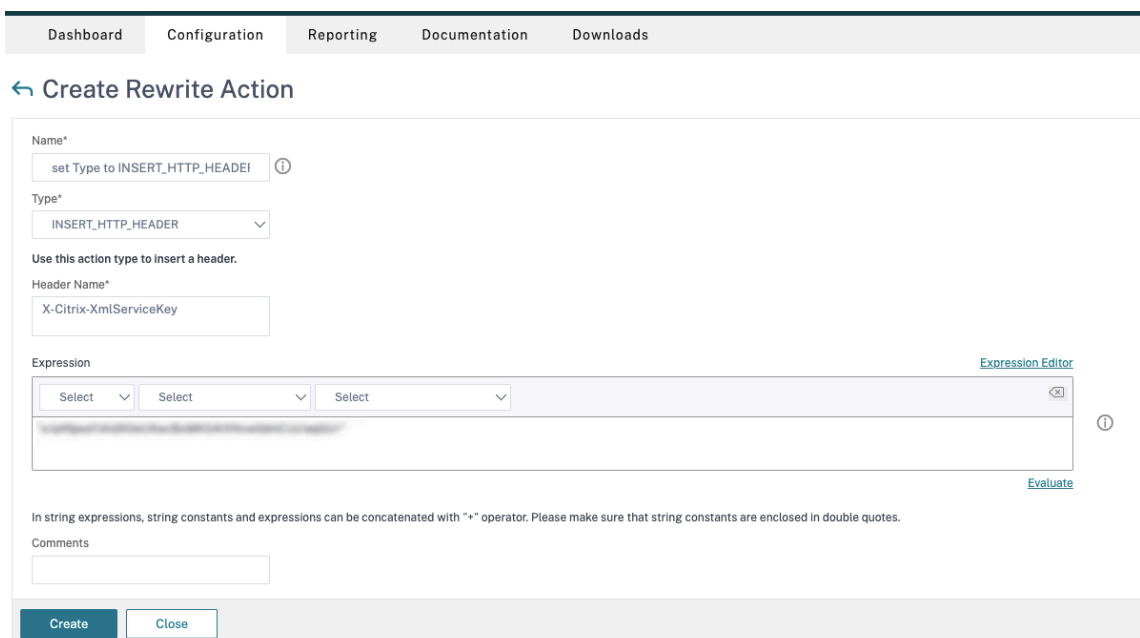 Dashboard Configuration Reporting Documentation Downloads
Create Rewrite Action
Name*
set Type to INSERT_HTTP_HEADER
Type*
INSERT_HTTP_HEADER
Use this action type to insert a header.
Header Name*
X-Citrix-XmlServiceKey
Expression Expression Editor
Select Select Select
Evaluate
In string expressions, string constants and expressions can be concatenated with "+" operator. Please make sure that string constants are enclosed in double quotes.
Comments
Create Close